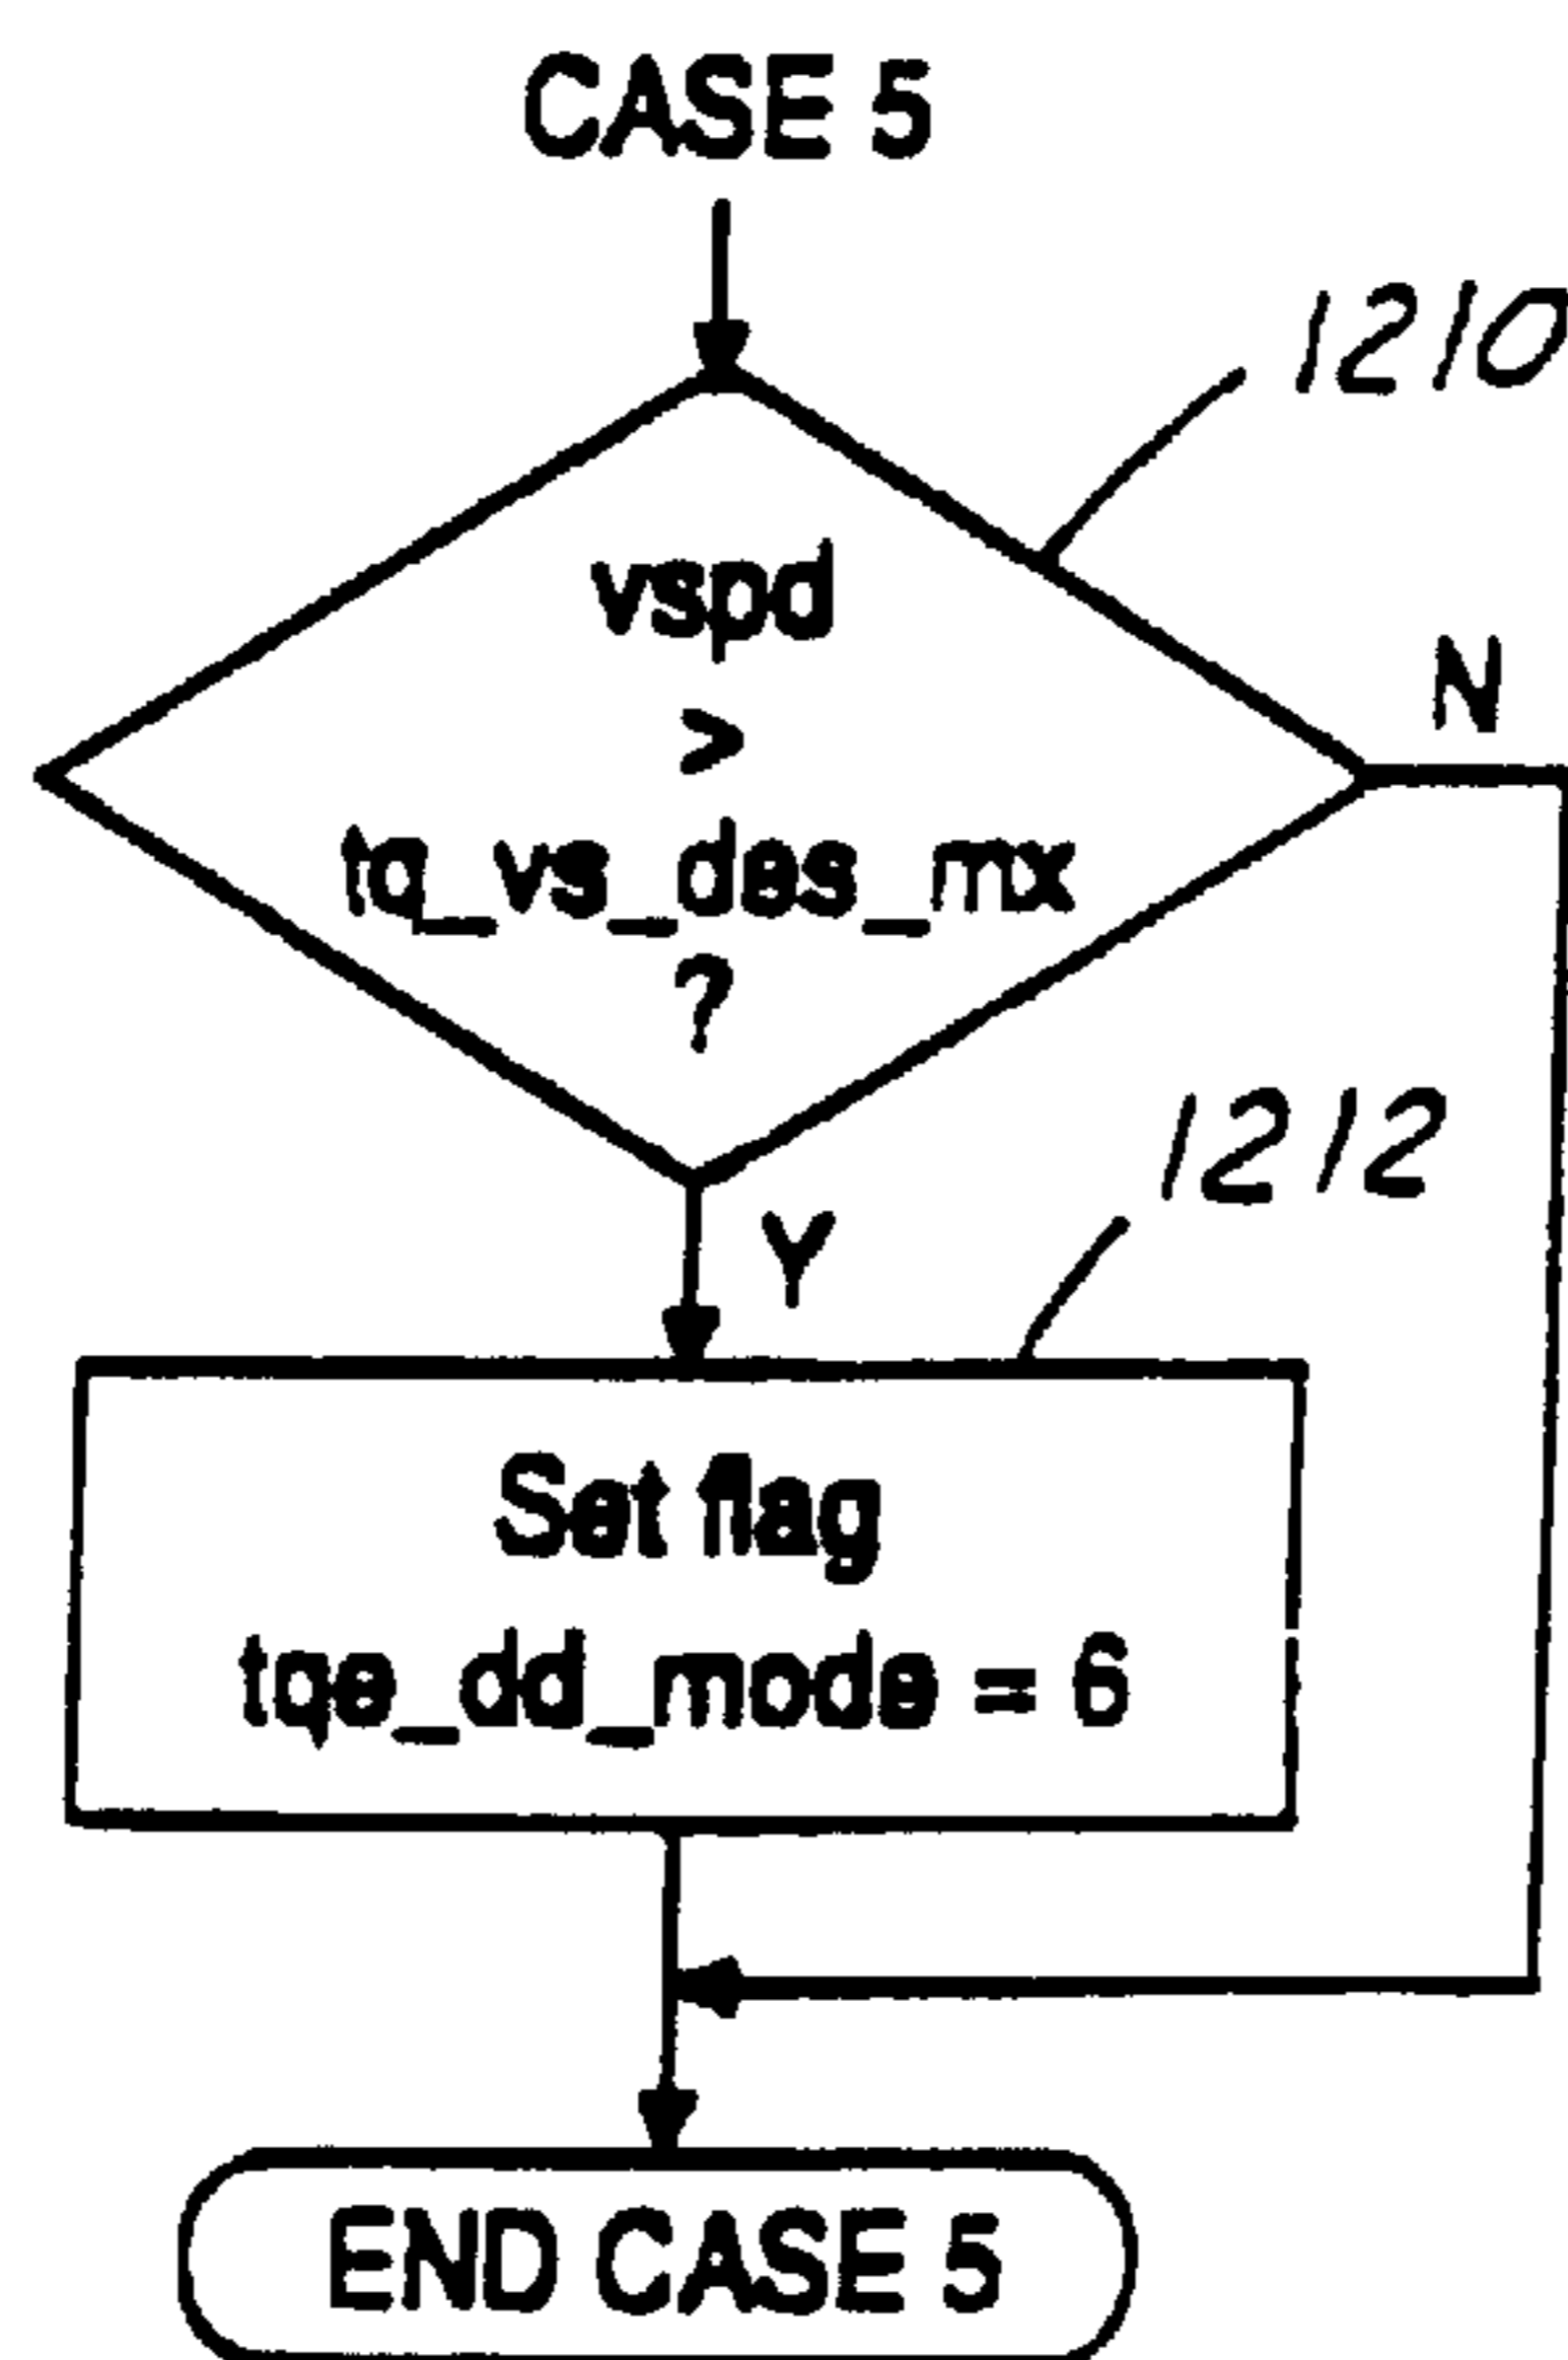 CASE 5
1210
vspd
>
tq_vs_des_mx
?
N
Y
1212
Set flag
tqe_dd_mode = 6
END CASE 5